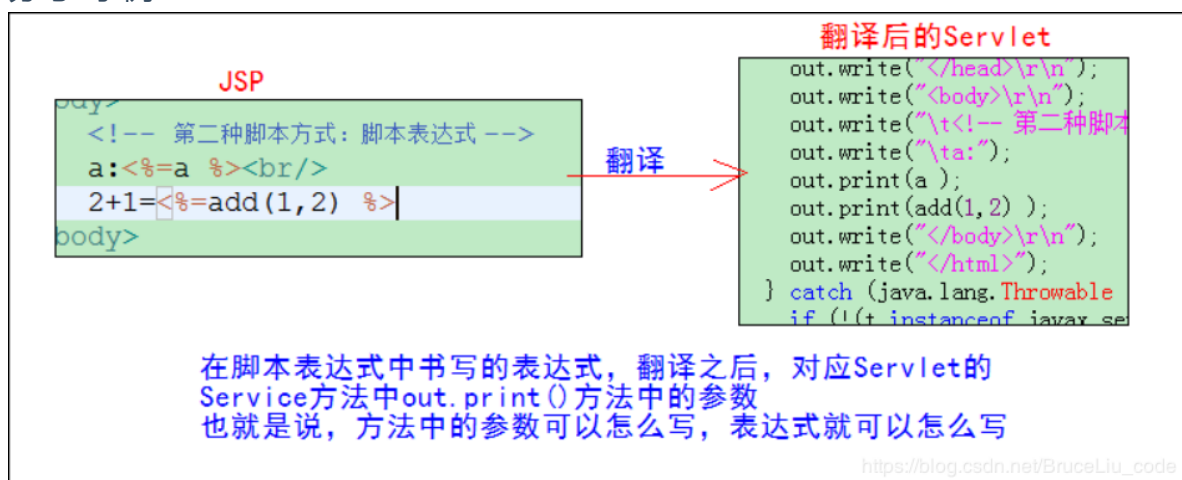 翻译后的Servlet
JSP
<!-- 第二种脚本方式：脚本表达式 -->
a:<%=a %><br/>
2+1=<%=add(1,2) %>
body>
翻译
out.write("</head>\r\n");
out.write("<body>\r\n");
out.write("\t<!-- 第二种脚本
out.write("\ta:");
out.print(a );
out.print(add(1,2) );
out.write("</body>\r\n");
out.write("</html>");
} catch (java.lang.Throwable
if (!(t instanceof javax.se
在脚本表达式中书写的表达式，翻译之后，对应Servlet的
Service方法中out.print()方法中的参数
也就是说，方法中的参数可以怎么写，表达式就可以怎么写
https://blog.csdn.net/BruceLiu_code